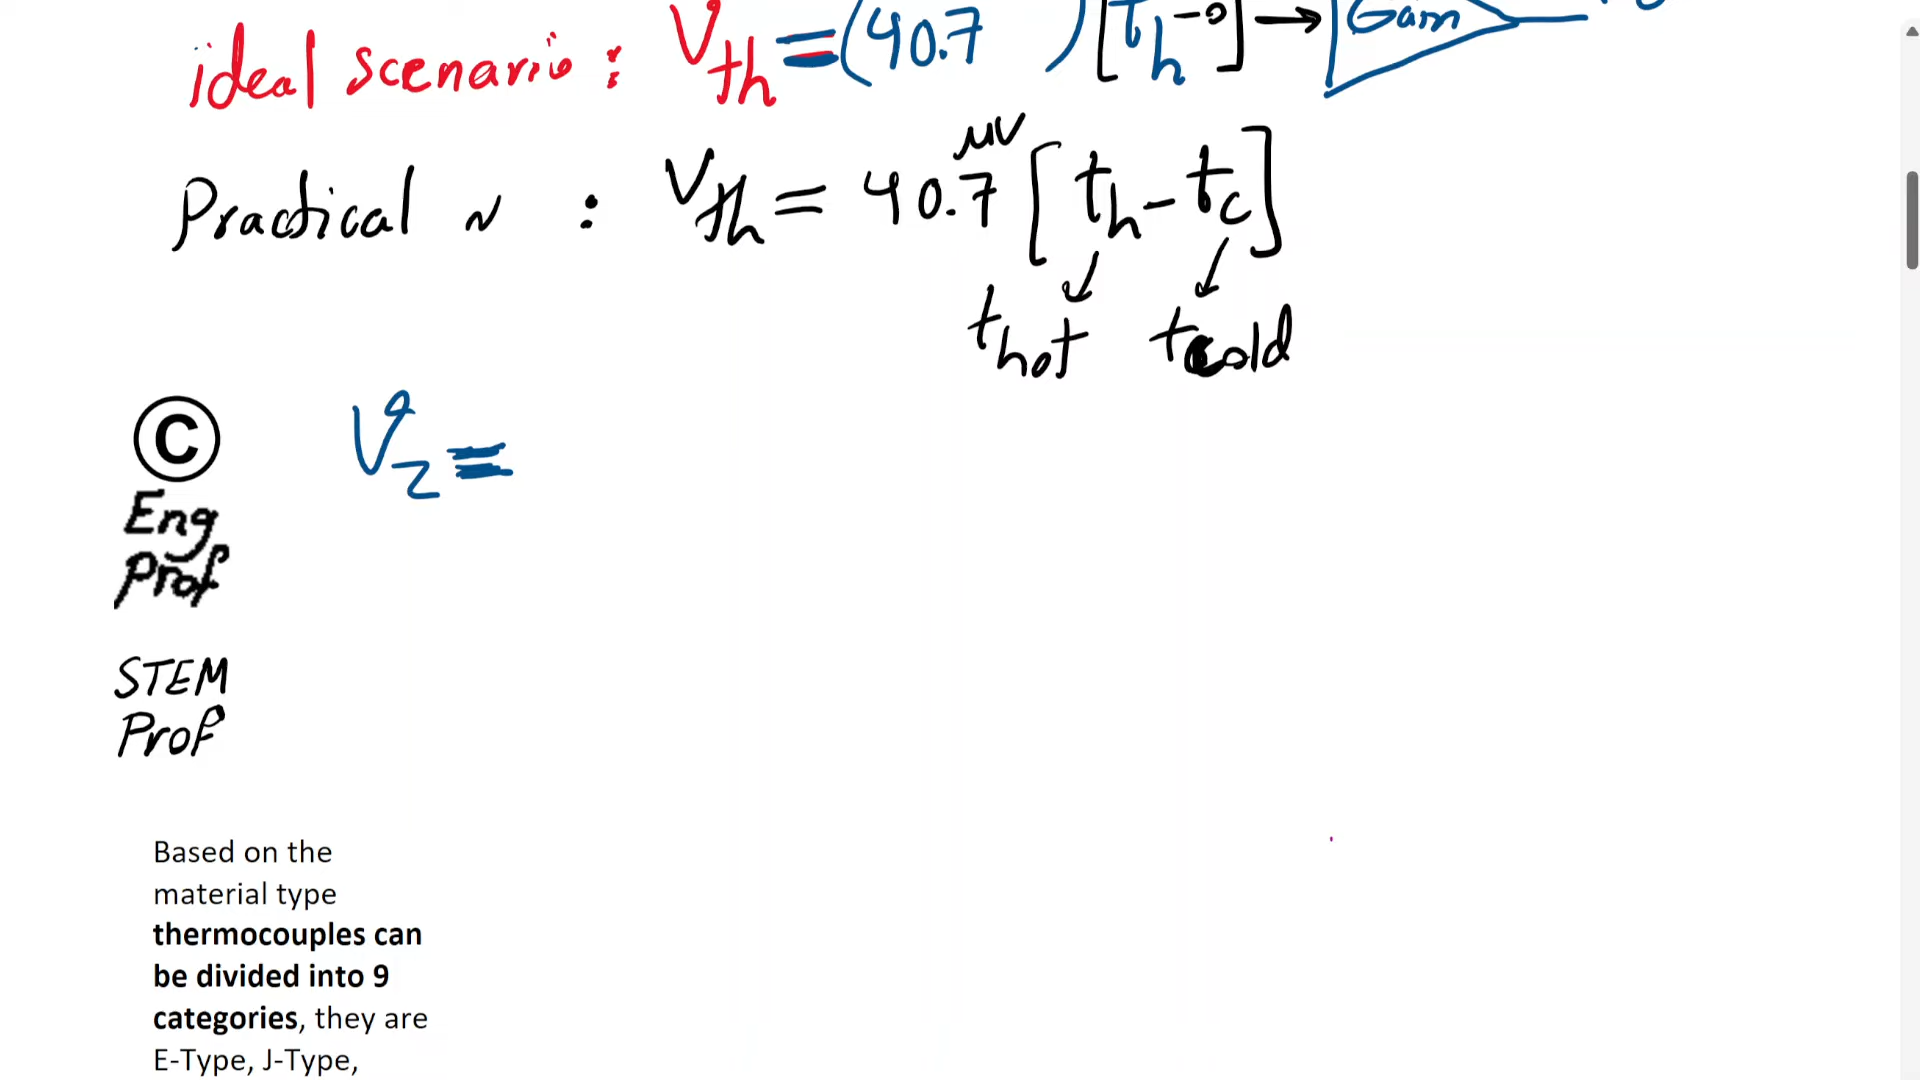 ideal scenario : Vth = (40.7 ) [th-0] → Gain
Practical ~ : Vth = 40.7 μV [th - tc]
thot tcold
©
V2 =
Eng
Prof
STEM
Prof
Based on the
material type
thermocouples can
be divided into 9
categories, they are
E-Type, J-Type,